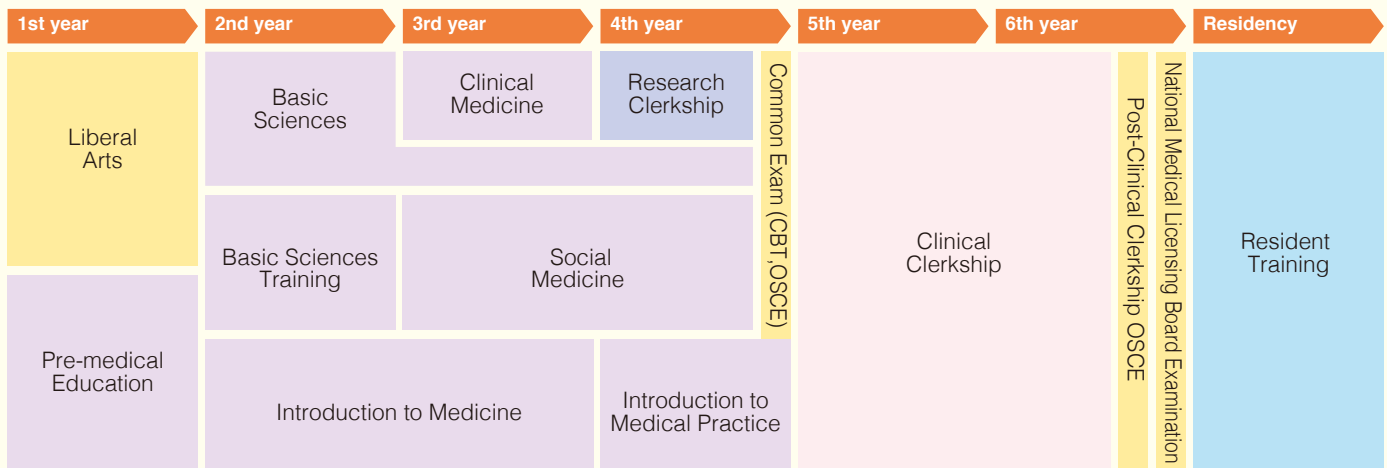 1st year
2nd year
3rd year
4th year
5th year
6th year
Residency
Liberal
Arts
Pre-medical
Education
Basic
Sciences
Clinical
Medicine
Research
Clerkship
Basic Sciences
Training
Social
Medicine
Introduction to Medicine
Introduction to
Medical Practice
Common Exam (CBT,OSCE)
Clinical
Clerkship
Post-Clinical Clerkship OSCE
National Medical Licensing Board Examination
Resident
Training